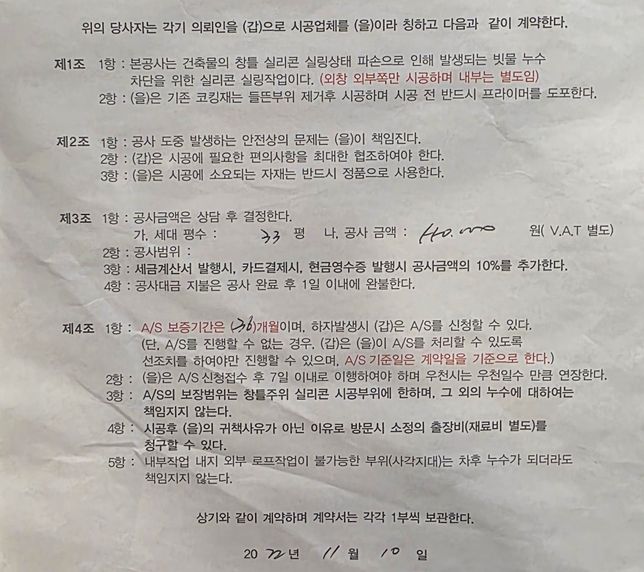 위의 당사자는 각기 의뢰인을 (갑)으로 시공업체를 (을)이라 칭하고 다음과 같이 계약한다.
제1조 1항 : 본공사는 건축물의 창틀 실리콘 실링상태 파손으로 인해 발생되는 빗물 누수
차단을 위한 실리콘 실링작업이다. (외창 외부쪽만 시공하며 내부는 별도임)
2항 : (을)은 기존 코킹재는 들뜬부위 제거후 시공하며 시공 전 반드시 프라이머를 도포한다.
제2조 1항 : 공사 도중 발생하는 안전상의 문제는 (을)이 책임진다.
2항 : (갑)은 시공에 필요한 편의사항을 최대한 협조하여야 한다.
3항 : (을)은 시공에 소요되는 자재는 반드시 정품으로 사용한다.
제3조 1항 : 공사금액은 상담 후 결정한다.
가. 세대 평수 : 33 평 나. 공사 금액 : 원( V.A.T 별도)
2항 : 공사범위 :
3항 : 세금계산서 발행시, 카드결제시, 현금영수증 발행시 공사금액의 10%를 추가한다.
4항 : 공사대금 지불은 공사 완료 후 1일 이내에 완불한다.
제4조 1항 : A/S 보증기간은 (36)개월이며, 하자발생시 (갑)은 A/S를 신청할 수 있다.
(단, A/S를 진행할 수 없는 경우, (갑)은 (을)이 A/S를 처리할 수 있도록
선조치를 하여야만 진행할 수 있으며, A/S 기준일은 계약일을 기준으로 한다.)
2항 : (을)은 A/S 신청접수 후 7일 이내로 이행하여야 하며 우천시는 우천일수 만큼 연장한다.
3항 : A/S의 보장범위는 창틀주위 실리콘 시공부위에 한하며, 그 외의 누수에 대하여는
책임지지 않는다.
4항 : 시공후 (을)의 귀책사유가 아닌 이유로 방문시 소정의 출장비(재료비 별도)를
청구할 수 있다.
5항 : 내부작업 내지 외부 로프작업이 불가능한 부위(사각지대)는 차후 누수가 되더라도
책임지지 않는다.
상기와 같이 계약하며 계약서는 각각 1부씩 보관한다.
2022년 11월 10일